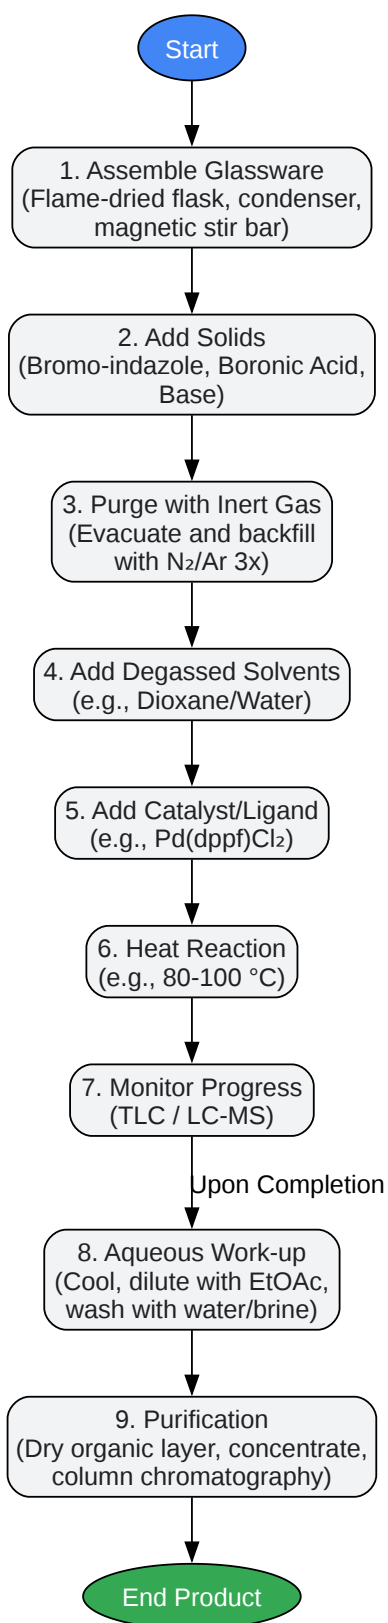 Start
1. Assemble Glassware
(Flame-dried flask, condenser,
magnetic stir bar)
2. Add Solids
(Bromo-indazole, Boronic Acid,
Base)
3. Purge with Inert Gas
(Evacuate and backfill
with N₂/Ar 3x)
4. Add Degassed Solvents
(e.g., Dioxane/Water)
5. Add Catalyst/Ligand
(e.g., Pd(dppf)Cl₂)
6. Heat Reaction
(e.g., 80-100 °C)
7. Monitor Progress
(TLC / LC-MS)
Upon Completion
8. Aqueous Work-up
(Cool, dilute with EtOAc,
wash with water/brine)
9. Purification
(Dry organic layer, concentrate,
column chromatography)
End Product